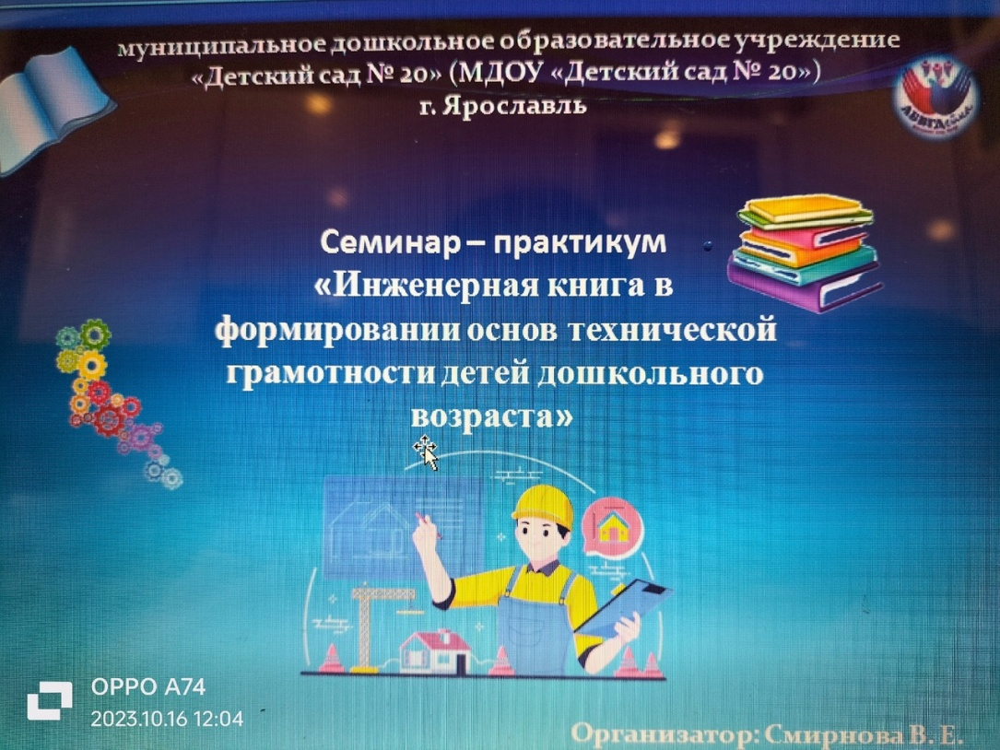 муниципальное дошкольное образовательное учреждение
«Детский сад № 20» (МДОУ «Детский сад № 20»)
г. Ярославль
АБВГДейка
Семинар – практикум
«Инженерная книга в
формировании основ технической
грамотности детей дошкольного
возраста»
OPPO A74
2023.10.16 12:04
Организатор: Смирнова В. Е.